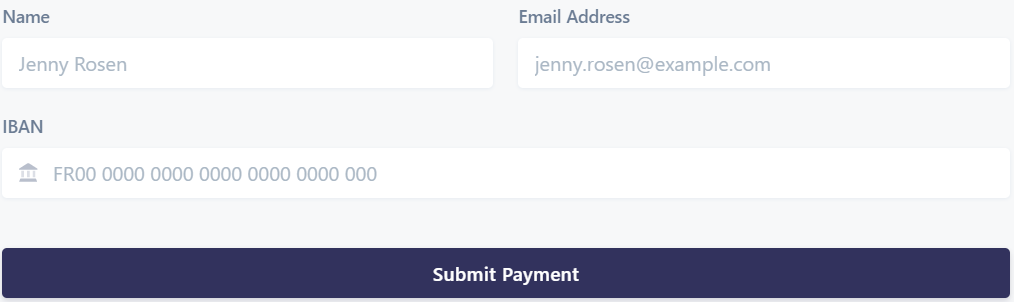 Name
Email Address
Jenny Rosen
jenny.rosen@example.com
IBAN
FR00 0000 0000 0000 0000 0000 000
Submit Payment